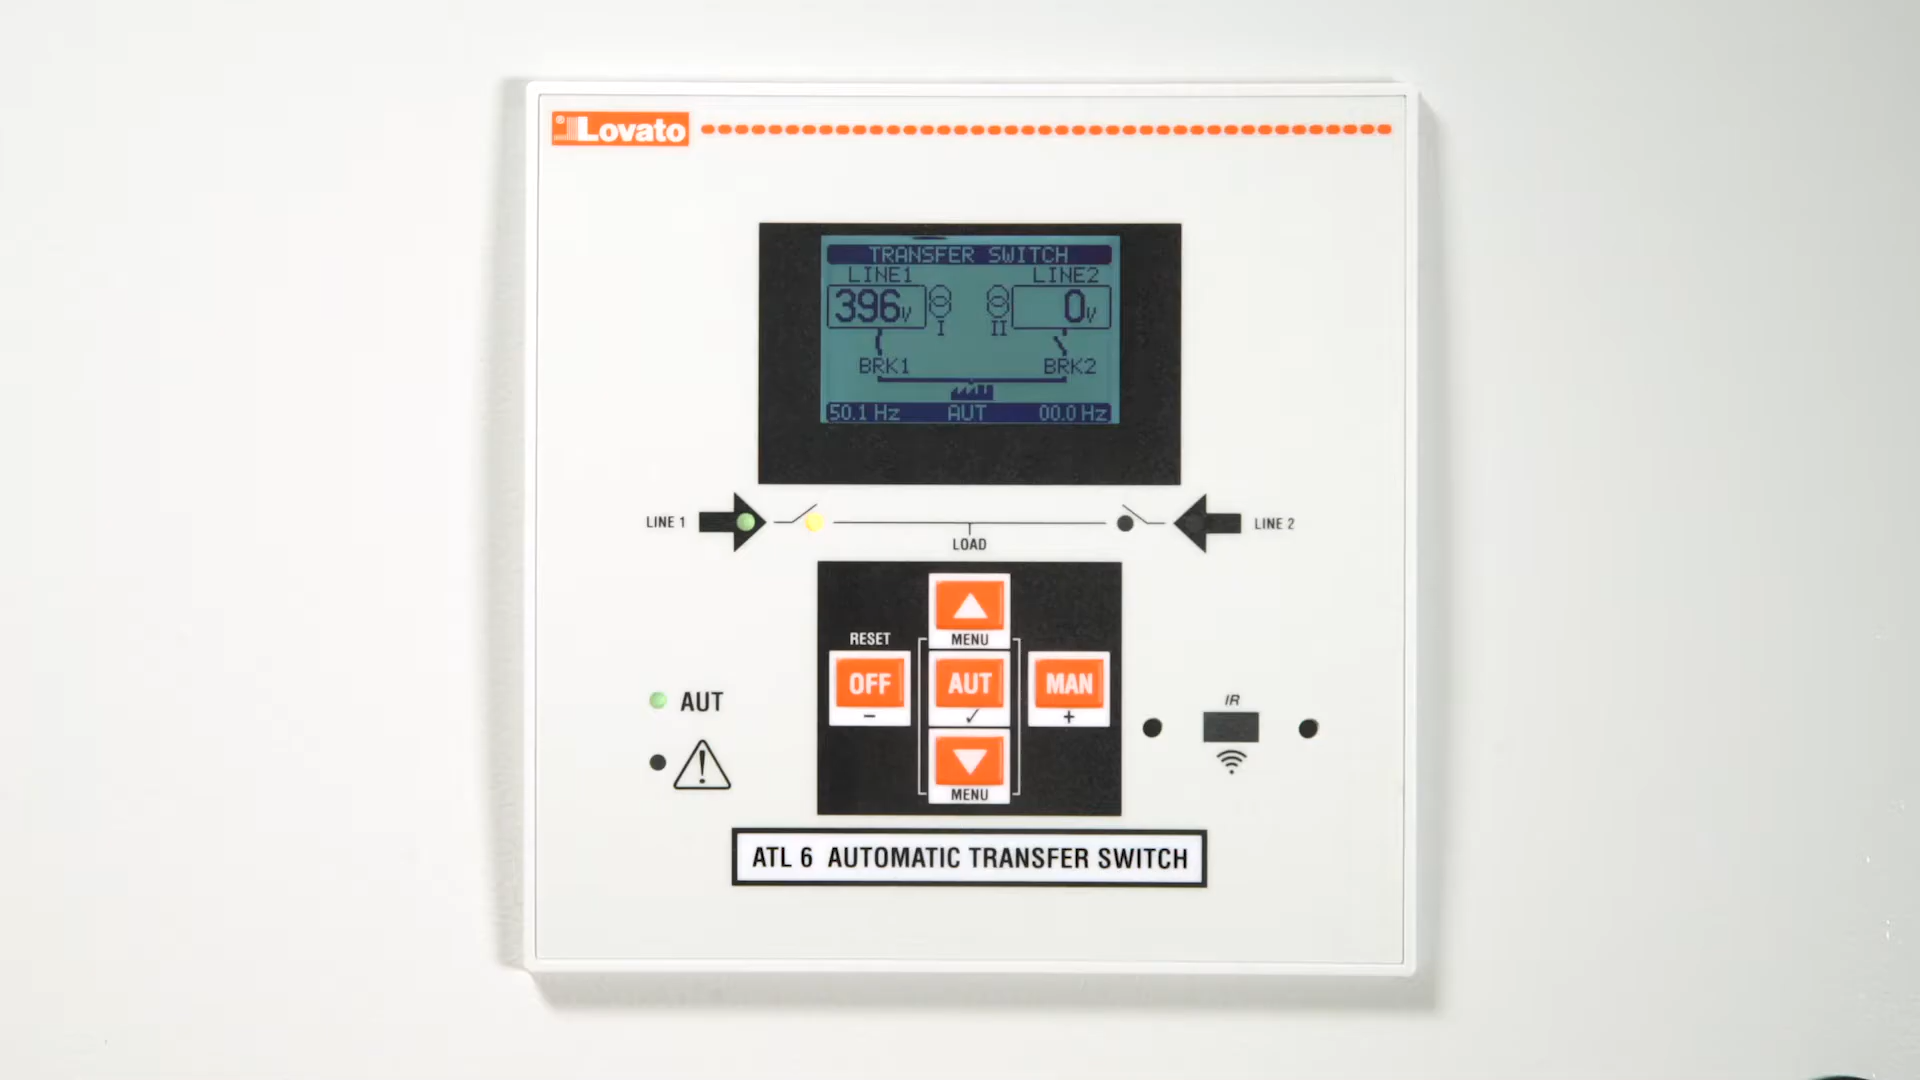 ® Lovato
TRANSFER SWITCH
LINE1 LINE2
396V 0V
I II
BRK1 BRK2
50.1 Hz AUT 00.0 Hz
LINE 1 LINE 2
LOAD
MENU
RESET
OFF AUT MAN
- ✓ +
MENU
AUT
!
IR
ATL 6 AUTOMATIC TRANSFER SWITCH